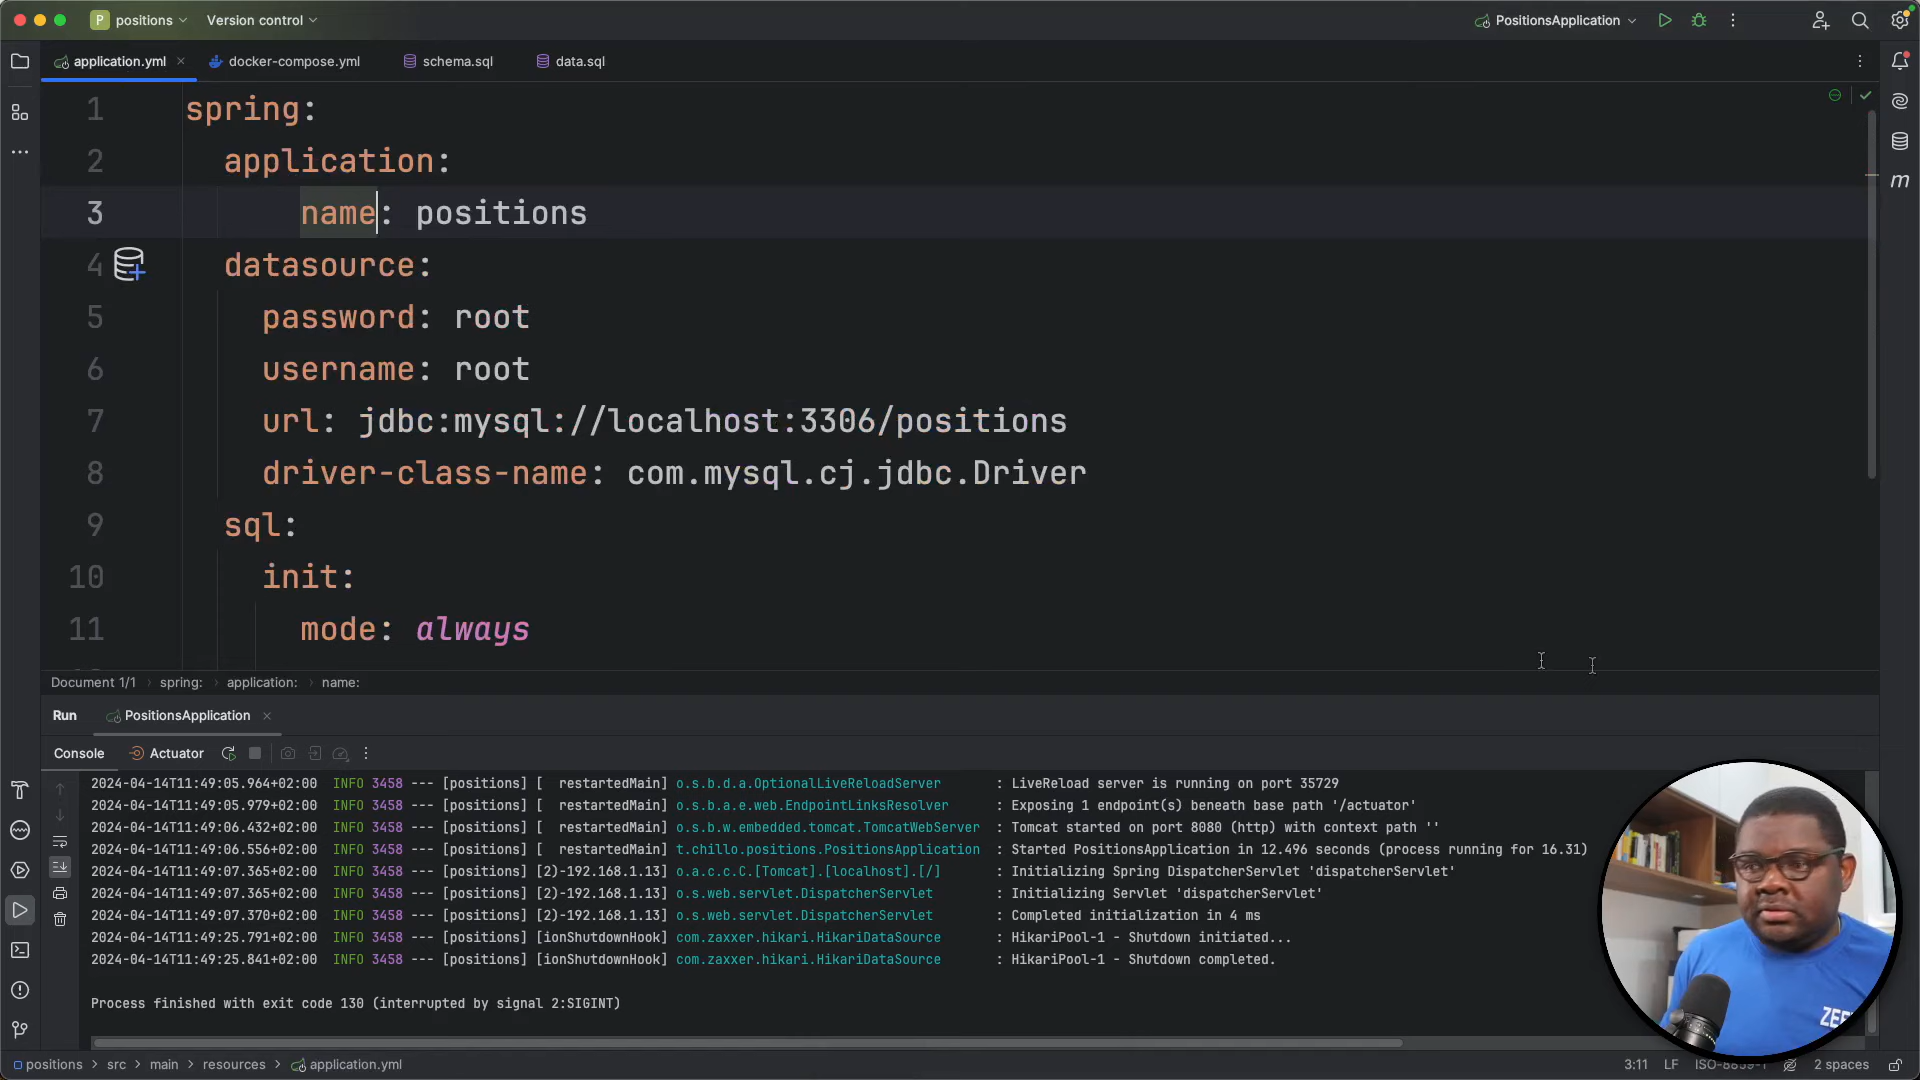 P positions Version control PositionsApplication
application.yml docker-compose.yml schema.sql data.sql
1 spring:
2 application:
3 name: positions
4 datasource:
5 password: root
6 username: root
7 url: jdbc:mysql://localhost:3306/positions
8 driver-class-name: com.mysql.cj.jdbc.Driver
9 sql:
10 init:
11 mode: always
Document 1/1 spring: application: name:
Run PositionsApplication
Console Actuator
2024-04-14T11:49:05.964+02:00 INFO 3458 --- [positions] [ restartedMain] o.s.b.d.a.OptionalLiveReloadServer : LiveReload server is running on port 35729
2024-04-14T11:49:05.979+02:00 INFO 3458 --- [positions] [ restartedMain] o.s.b.a.e.web.EndpointLinksResolver : Exposing 1 endpoint(s) beneath base path '/actuator'
2024-04-14T11:49:06.432+02:00 INFO 3458 --- [positions] [ restartedMain] o.s.b.w.embedded.tomcat.TomcatWebServer : Tomcat started on port 8080 (http) with context path ''
2024-04-14T11:49:06.556+02:00 INFO 3458 --- [positions] [ restartedMain] t.chillo.positions.PositionsApplication : Started PositionsApplication in 12.496 seconds (process running for 16.31)
2024-04-14T11:49:07.365+02:00 INFO 3458 --- [positions] [(2)-192.168.1.13] o.a.c.c.C.[Tomcat].[localhost].[/] : Initializing Spring DispatcherServlet 'dispatcherServlet'
2024-04-14T11:49:07.365+02:00 INFO 3458 --- [positions] [(2)-192.168.1.13] o.s.web.servlet.DispatcherServlet : Initializing Servlet 'dispatcherServlet'
2024-04-14T11:49:07.370+02:00 INFO 3458 --- [positions] [(2)-192.168.1.13] o.s.web.servlet.DispatcherServlet : Completed initialization in 4 ms
2024-04-14T11:49:25.791+02:00 INFO 3458 --- [positions] [ionShutdownHook] com.zaxxer.hikari.HikariDataSource : HikariPool-1 - Shutdown initiated...
2024-04-14T11:49:25.841+02:00 INFO 3458 --- [positions] [ionShutdownHook] com.zaxxer.hikari.HikariDataSource : HikariPool-1 - Shutdown completed.
Process finished with exit code 130 (interrupted by signal 2:SIGINT)
positions src main resources application.yml 3:11 LF 2 spaces